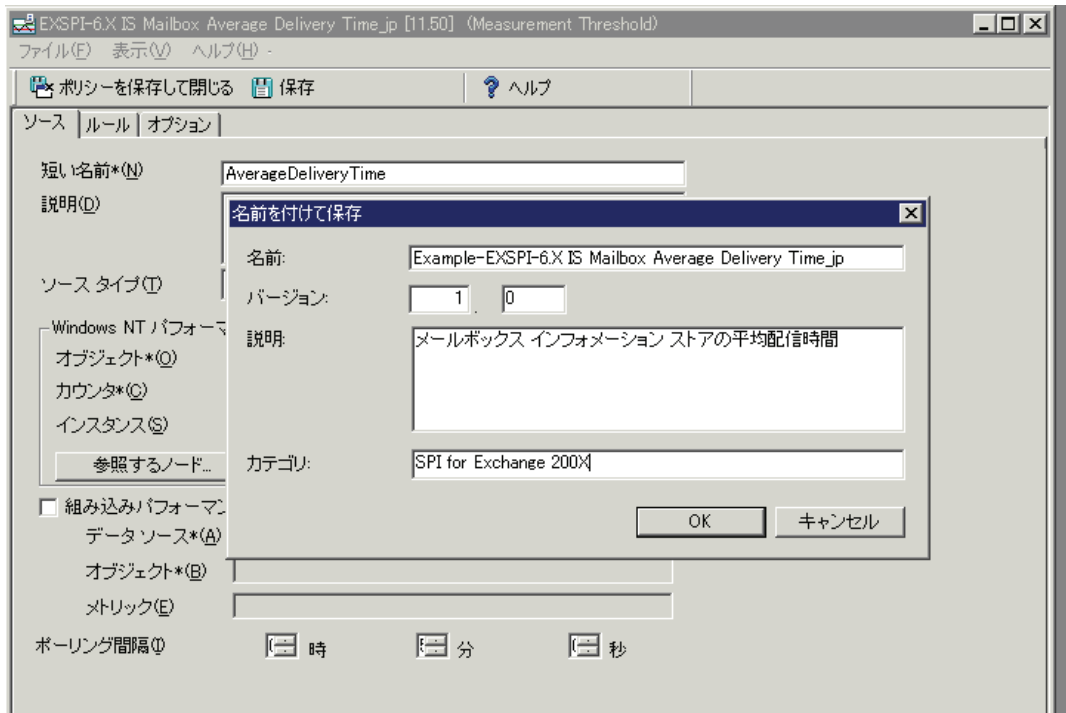 EXSPI-6.X IS Mailbox Average Delivery Time_jp [11.50] (Measurement Threshold)
ファイル(F) 表示(V) ヘルプ(H)
ポリシーを保存して閉じる 保存 ヘルプ
ソース ルール オプション
短い名前*(N) AverageDeliveryTime
説明(D)
名前を付けて保存
名前: Example-EXSPI-6.X IS Mailbox Average Delivery Time_jp
ソース タイプ(T)
バージョン: 1 . 0
Windows NT パフォーマ
説明: メールボックス インフォメーション ストアの平均配信時間
オブジェクト*(O)
カウンタ*(C)
インスタンス(S)
参照するノード...
カテゴリ: SPI for Exchange 200X
組み込みパフォーマン
OK キャンセル
データ ソース*(A)
オブジェクト*(B)
メトリック(E)
ポーリング間隔(I) 時 分 秒